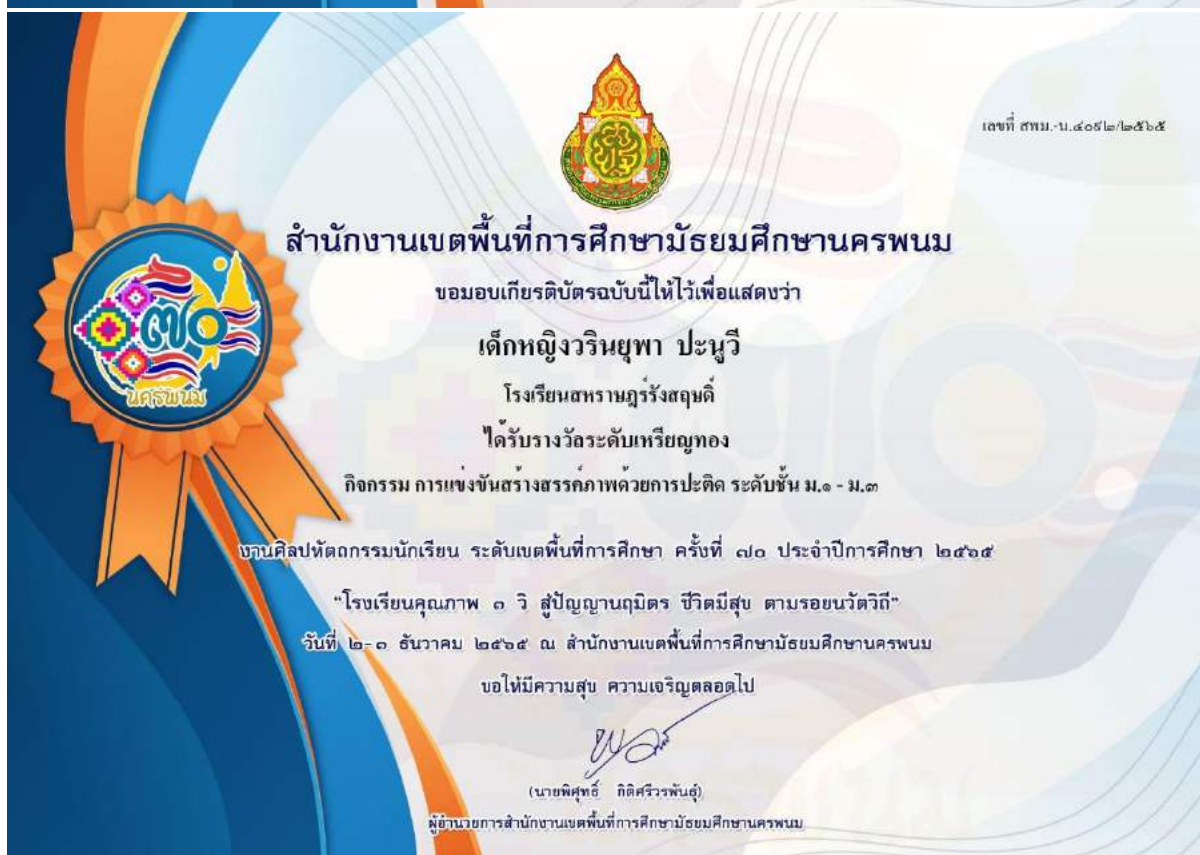 เลขที่ สพม.-น.๔๐๙๒/๒๕๖๕
สำนักงานเขตพื้นที่การศึกษามัธยมศึกษานครพนม
ขอมอบเกียรติบัตรฉบับนี้ให้ไว้เพื่อแสดงว่า
เด็กหญิงวรินยุพา ปะนูวี
โรงเรียนสหราษฎร์รังสฤษดิ์
ได้รับรางวัลระดับเหรียญทอง
กิจกรรม การแข่งขันสร้างสรรค์ภาพด้วยการปะติด ระดับชั้น ม.๑ - ม.๓
๗๐
นครพนม
งานศิลปหัตถกรรมนักเรียน ระดับเขตพื้นที่การศึกษา ครั้งที่ ๗๐ ประจำปีการศึกษา ๒๕๖๕
"โรงเรียนคุณภาพ ๓ วิ สู่ปัญญานฤมิตร ชีวิตมีสุข ตามรอยนวัตวิถี"
วันที่ ๒-๓ ธันวาคม ๒๕๖๕ ณ สำนักงานเขตพื้นที่การศึกษามัธยมศึกษานครพนม
ขอให้มีความสุข ความเจริญตลอดไป
(นายพิศุทธิ์ กิติศรีวรพันธุ์)
ผู้อำนวยการสำนักงานเขตพื้นที่การศึกษามัธยมศึกษานครพนม